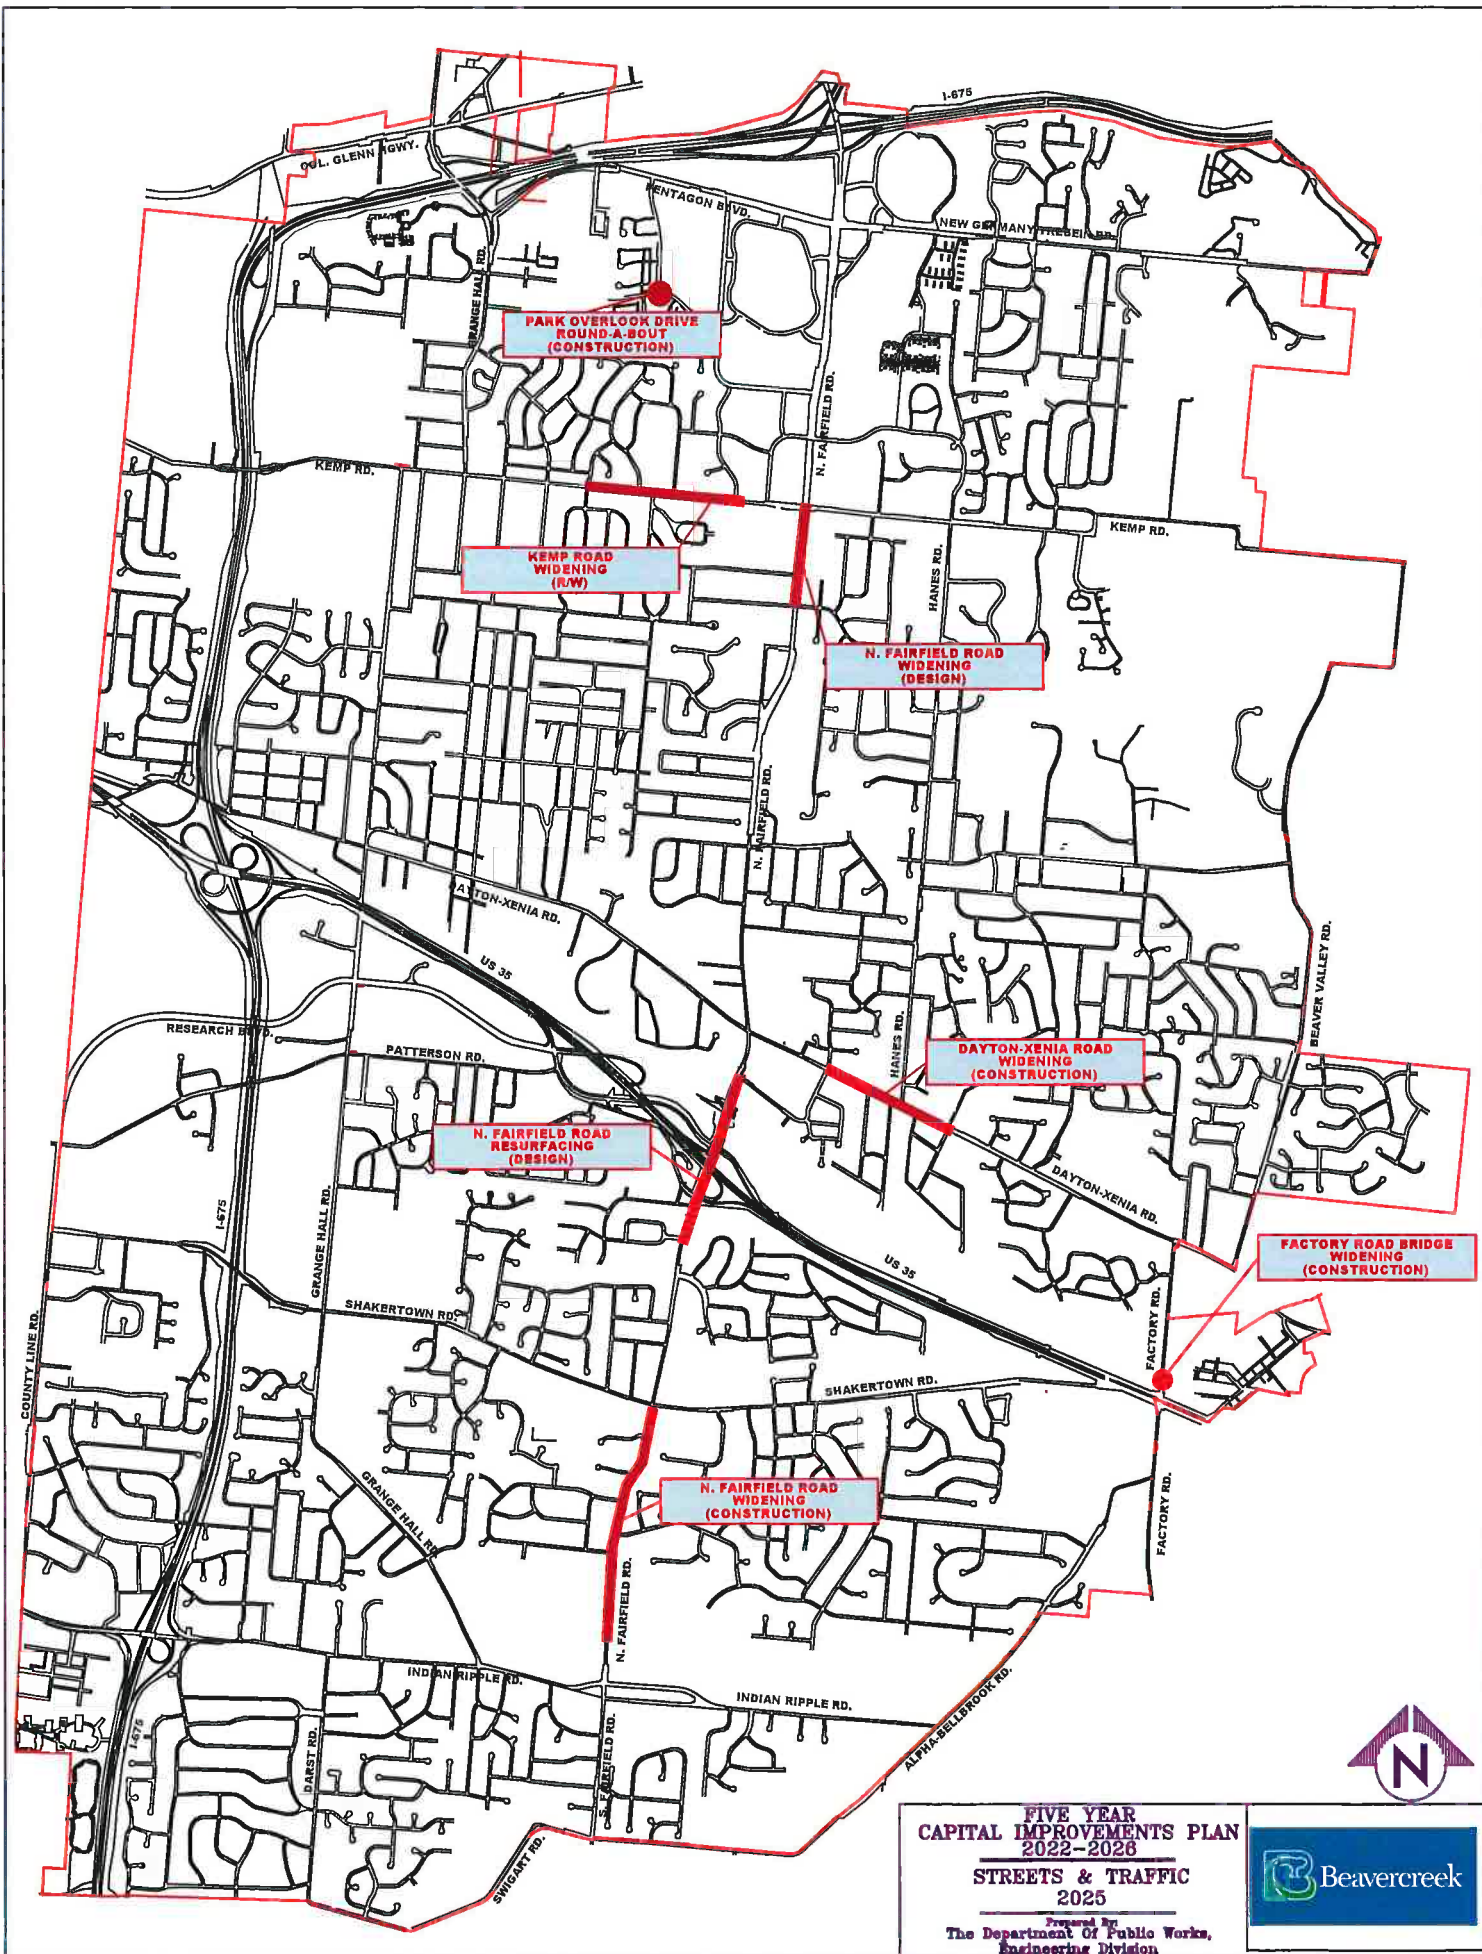 I-675
COL. GLENN HGWY.
PENTAGON BLVD.
NEW GERMANY TREBEIN RD.
GRANGE HALL RD.
PARK OVERLOOK DRIVE
ROUND-A-BOUT
(CONSTRUCTION)
N. FAIRFIELD RD.
KEMP RD.
KEMP RD.
KEMP ROAD
WIDENING
(R/W)
HANES RD.
N. FAIRFIELD ROAD
WIDENING
(DESIGN)
N. FAIRFIELD RD.
DAYTON-XENIA RD.
US 35
BEAVER VALLEY RD.
RESEARCH BLVD.
PATTERSON RD.
HANES RD.
DAYTON-XENIA ROAD
WIDENING
(CONSTRUCTION)
N. FAIRFIELD ROAD
RESURFACING
(DESIGN)
DAYTON-XENIA RD.
I-675
GRANGE HALL RD.
US 35
FACTORY ROAD BRIDGE
WIDENING
(CONSTRUCTION)
SHAKERTOWN RD.
COUNTY LINE RD.
FACTORY RD.
SHAKERTOWN RD.
GRANGE HALL RD.
N. FAIRFIELD ROAD
WIDENING
(CONSTRUCTION)
FACTORY RD.
N. FAIRFIELD RD.
INDIAN RIPPLE RD.
INDIAN RIPPLE RD.
I-675
DARST RD.
S. FAIRFIELD RD.
ALPHA-BELLBROOK RD.
SWIGART RD.
N
FIVE YEAR
CAPITAL IMPROVEMENTS PLAN
2022-2026
STREETS & TRAFFIC
2025
Prepared By:
The Department Of Public Works,
Engineering Division
Beavercreek